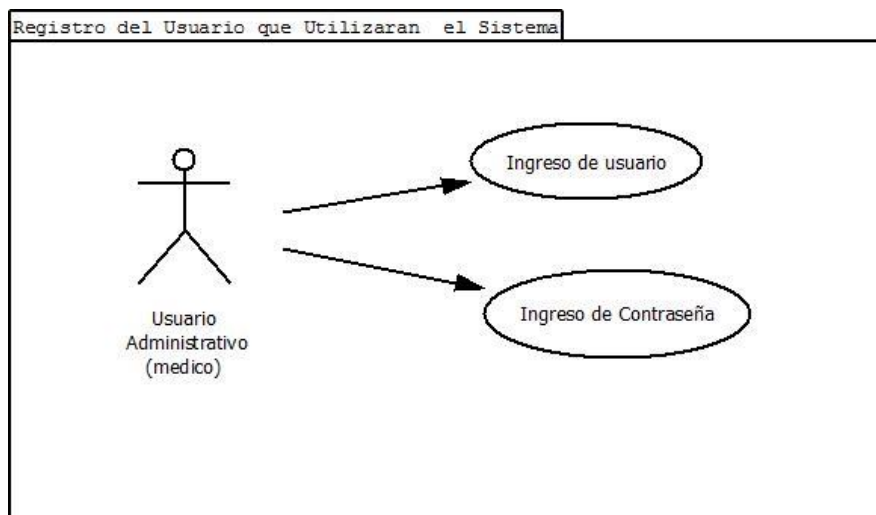 Registro del Usuario que Utilizaran el Sistema
Ingreso de usuario
Ingreso de Contraseña
Usuario
Administrativo
(medico)